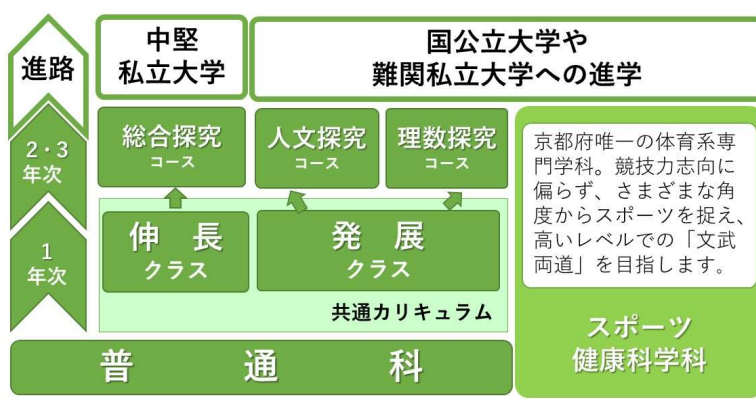 進路
中堅
私立大学
国公立大学や
難関私立大学への進学
2・3
年次
総合探究
コース
人文探究
コース
理数探究
コース
1
年次
伸 長
クラス
発 展
クラス
共通カリキュラム
普 通 科
京都府唯一の体育系専
門学科。競技力志向に
偏らず、さまざまな角
度からスポーツを捉え、
高いレベルでの「文武
両道」を目指します。
スポーツ
健康科学科